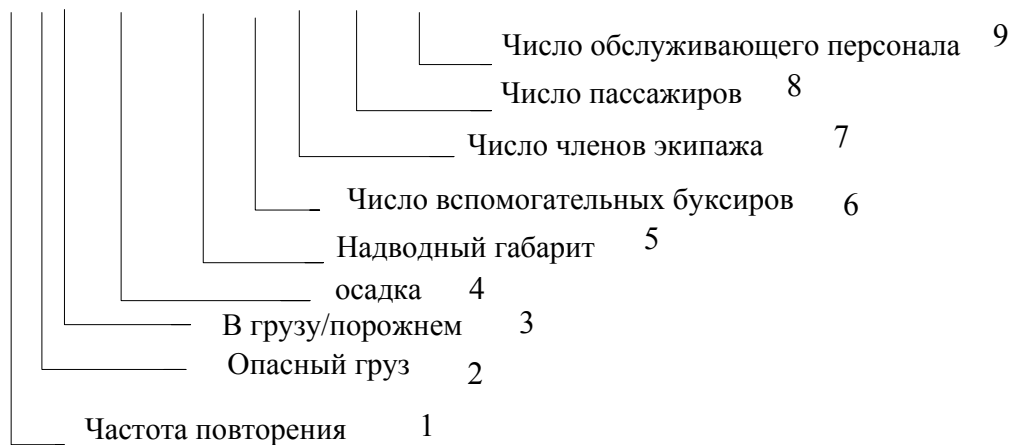 Число обслуживающего персонала 9
Число пассажиров 8
Число членов экипажа 7
Число вспомогательных буксиров 6
Надводный габарит 5
осадка 4
В грузу/порожнем 3
Опасный груз 2
Частота повторения 1